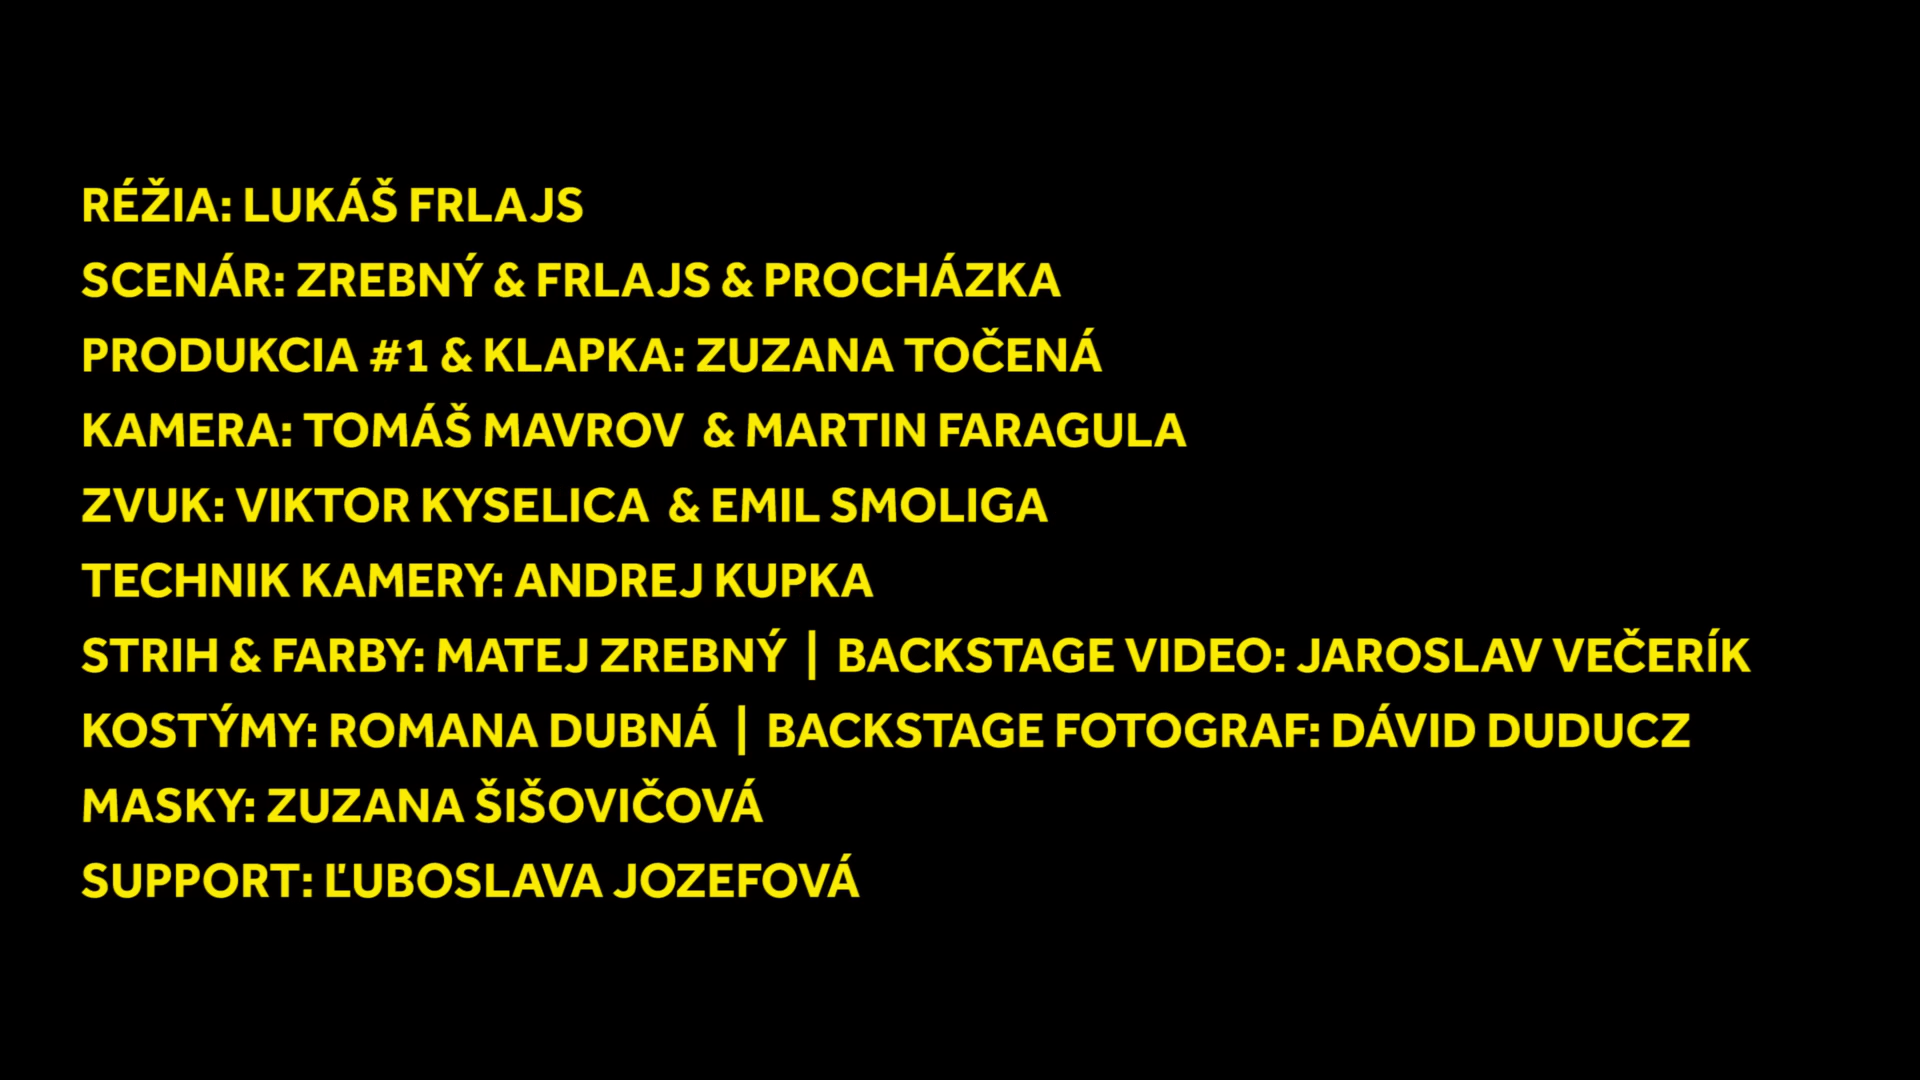 RÉŽIA: LUKÁŠ FRLAJS
SCENÁR: ZREBNÝ & FRLAJS & PROCHÁZKA
PRODUKCIA #1 & KLAPKA: ZUZANA TOČENÁ
KAMERA: TOMÁŠ MAVROV & MARTIN FARAGULA
ZVUK: VIKTOR KYSELICA & EMIL SMOLIGA
TECHNIK KAMERY: ANDREJ KUPKA
STRIH & FARBY: MATEJ ZREBNÝ | BACKSTAGE VIDEO: JAROSLAV VEČERÍK
KOSTÝMY: ROMANA DUBNÁ | BACKSTAGE FOTOGRAF: DÁVID DUDUCZ
MASKY: ZUZANA ŠIŠOVIČOVÁ
SUPPORT: ĽUBOSLAVA JOZEFOVÁ